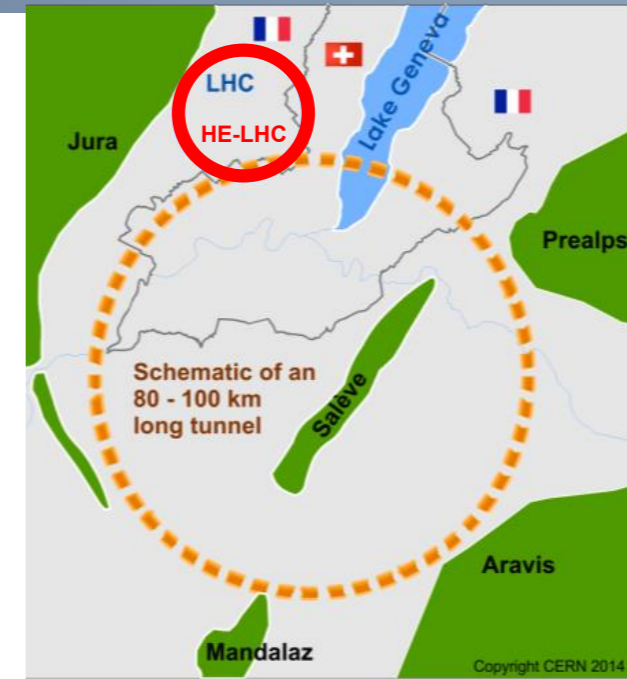 LHC
HE-LHC
Lake Geneva
Jura
Prealps
Schematic of an
80 - 100 km
long tunnel
Salève
Aravis
Mandalaz
Copyright CERN 2014